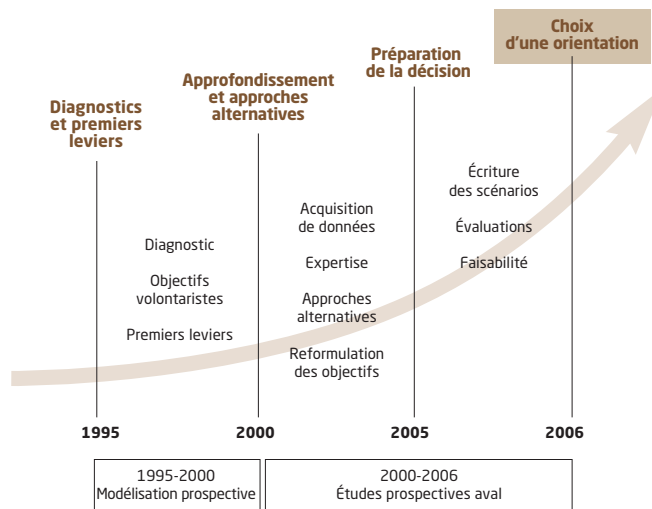 Choix
d'une orientation
Préparation
de la décision
Approfondissement
et approches
alternatives
Diagnostics
et premiers
leviers
Diagnostic
Objectifs
volontaristes
Premiers leviers
Acquisition
de données
Expertise
Approches
alternatives
Reformulation
des objectifs
Écriture
des scénarios
Évaluations
Faisabilité
1995
2000
2005
2006
1995-2000
Modélisation prospective
2000-2006
Études prospectives aval